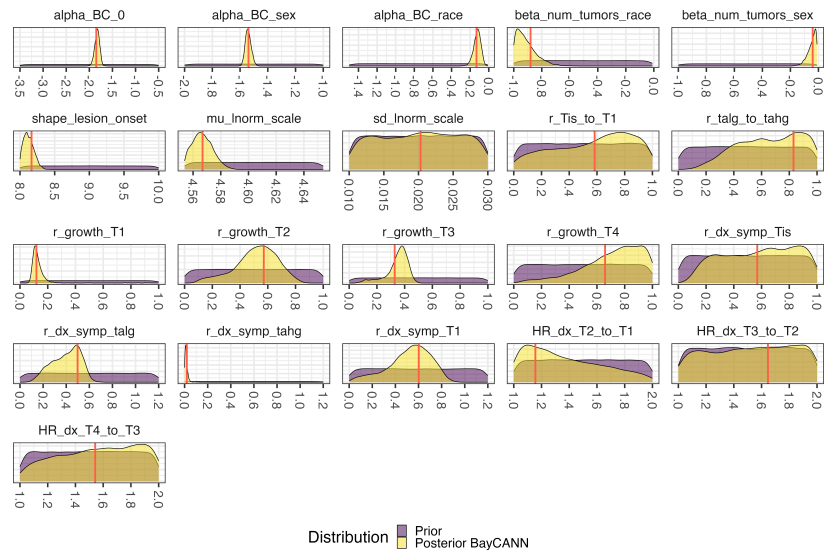 alpha_BC_0 alpha_BC_sex alpha_BC_race beta_num_tumors_race beta_num_tumors_sex
-3.5 -2.5 -1.5 -0.5 -2.0 -1.8 -1.6 -1.4 -1.2 -1.0 -1.4 -1.2 -1.0 -0.8 -0.6 -0.4 -0.2 0.0 -1.0 -0.8 -0.6 -0.4 -0.2 0.0 -1.0 -0.8 -0.6 -0.4 -0.2 0.0
shape_lesion_onset mu_lnorm_scale sd_lnorm_scale r_Tis_to_T1 r_talg_to_tahg
8.0 8.5 9.0 9.5 10.0 4.56 4.58 4.60 4.62 4.64 0.010 0.015 0.020 0.025 0.030 0.0 0.2 0.4 0.6 0.8 1.0 0.0 0.2 0.4 0.6 0.8 1.0
r_growth_T1 r_growth_T2 r_growth_T3 r_growth_T4 r_dx_symp_Tis
0.0 0.2 0.4 0.6 0.8 1.0 0.0 0.2 0.4 0.6 0.8 1.0 0.0 0.2 0.4 0.6 0.8 1.0 0.0 0.2 0.4 0.6 0.8 1.0 0.0 0.2 0.4 0.6 0.8 1.0
r_dx_symp_talg r_dx_symp_tahg r_dx_symp_T1 HR_dx_T2_to_T1 HR_dx_T3_to_T2
0.0 0.2 0.4 0.6 0.8 1.0 1.2 0.0 0.2 0.4 0.6 0.8 1.0 1.2 0.0 0.2 0.4 0.6 0.8 1.0 1.2 1.0 1.2 1.4 1.6 1.8 2.0 1.0 1.2 1.4 1.6 1.8 2.0
HR_dx_T4_to_T3
1.0 1.2 1.4 1.6 1.8 2.0
Distribution Prior
Posterior BayCANN